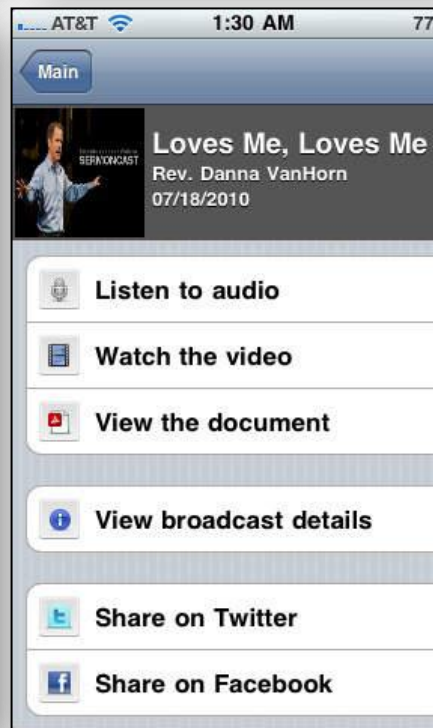 AT&T 1:30 AM 77
Main
SERMONCAST
Loves Me, Loves Me
Rev. Danna VanHorn
07/18/2010
Listen to audio
Watch the video
View the document
View broadcast details
Share on Twitter
Share on Facebook